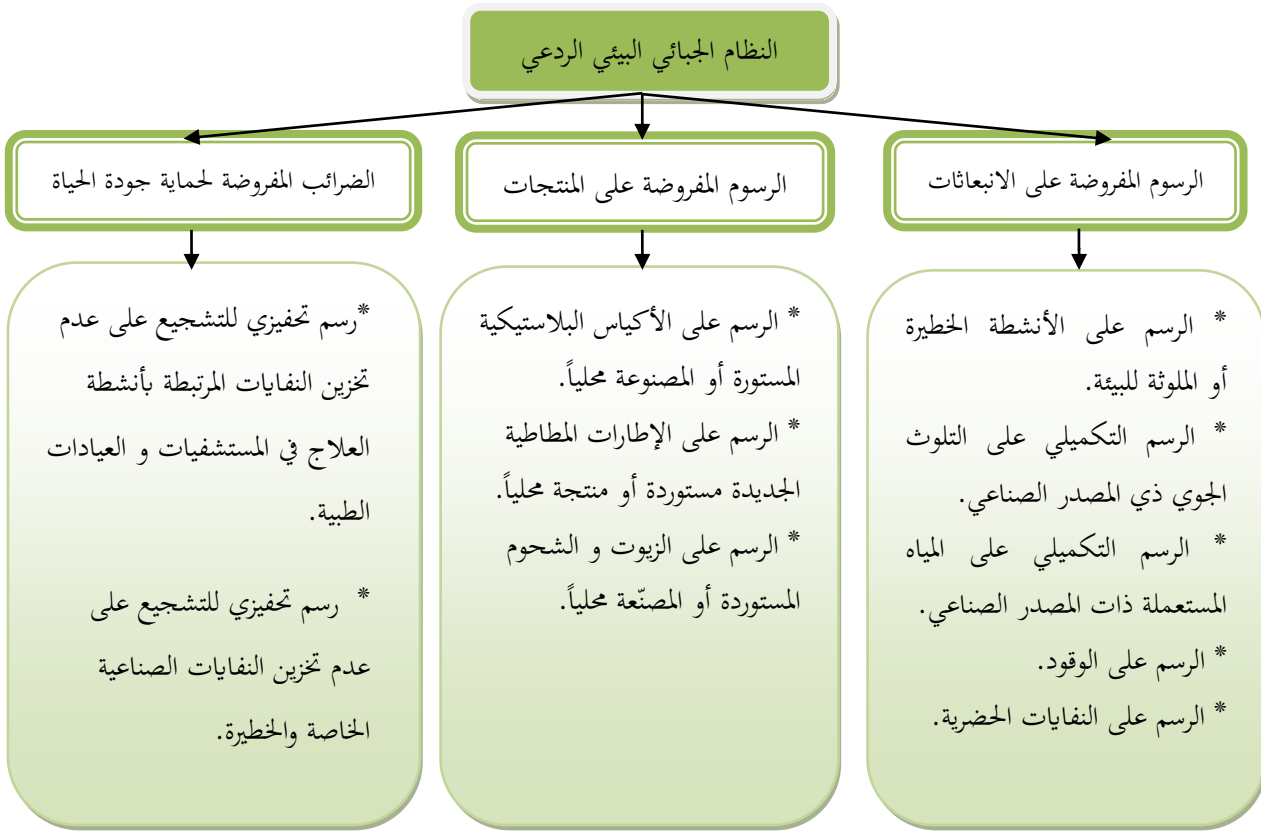 النظام الجبائي البيئي الردعي
الرسوم المفروضة على الانبعاثات
الرسوم المفروضة على المنتجات
الضرائب المفروضة لحماية جودة الحياة
* الرسم على الأنشطة الخطيرة
أو الملوثة للبيئة.
* الرسم التكميلي على التلوث
الجوي ذي المصدر الصناعي.
* الرسم التكميلي على المياه
المستعملة ذات المصدر الصناعي.
* الرسم على الوقود.
* الرسم على النفايات الحضرية.
* الرسم على الأكياس البلاستيكية
المستورة أو المصنوعة محلياً.
* الرسم على الإطارات المطاطية
الجديدة مستوردة أو منتجة محلياً.
* الرسم على الزيوت و الشحوم
المستوردة أو المصنّعة محلياً.
*رسم تحفيزي للتشجيع على عدم
تخزين النفايات المرتبطة بأنشطة
العلاج في المستشفيات و العيادات
الطبية.
* رسم تحفيزي للتشجيع على
عدم تخزين النفايات الصناعية
الخاصة والخطيرة.